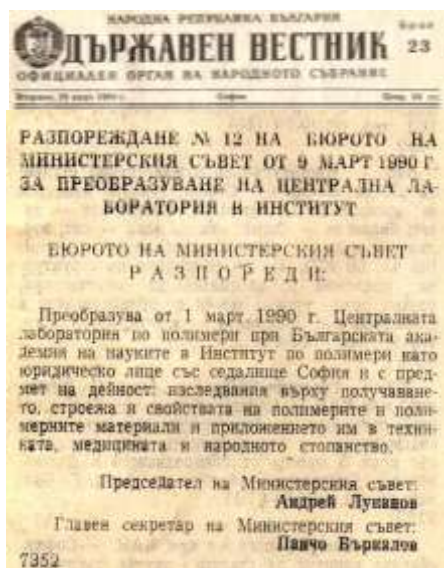 НАРОДНА РЕПУБЛИКА БЪЛГАРИЯ
ДЪРЖАВЕН ВЕСТНИК
23
ОФИЦИАЛЕН ОРГАН НА НАРОДНОТО СЪБРАНИЕ
София
РАЗПОРЕЖДАНЕ № 12 НА БЮРОТО НА
МИНИСТЕРСКИЯ СЪВЕТ ОТ 9 МАРТ 1990 Г.
ЗА ПРЕОБРАЗУВАНЕ НА ЦЕНТРАЛНА ЛА-
БОРАТОРИЯ В ИНСТИТУТ
БЮРОТО НА МИНИСТЕРСКИЯ СЪВЕТ
РАЗПОРЕДИ:
Преобразува от 1 март 1990 г. Централната
лаборатория по полимери при Българската ака-
демия на науките в Институт по полимери като
юридическо лице със седалище София и с пред-
мет на дейност: изследвания върху получаване-
то, строежа и свойствата на полимерите и поли-
мерните материали и приложението им в техни-
ката, медицината и народното стопанство.
Председател на Министерския съвет:
Андрей Луканов
Главен секретар на Министерския съвет:
Панчо Бъркалов
7352